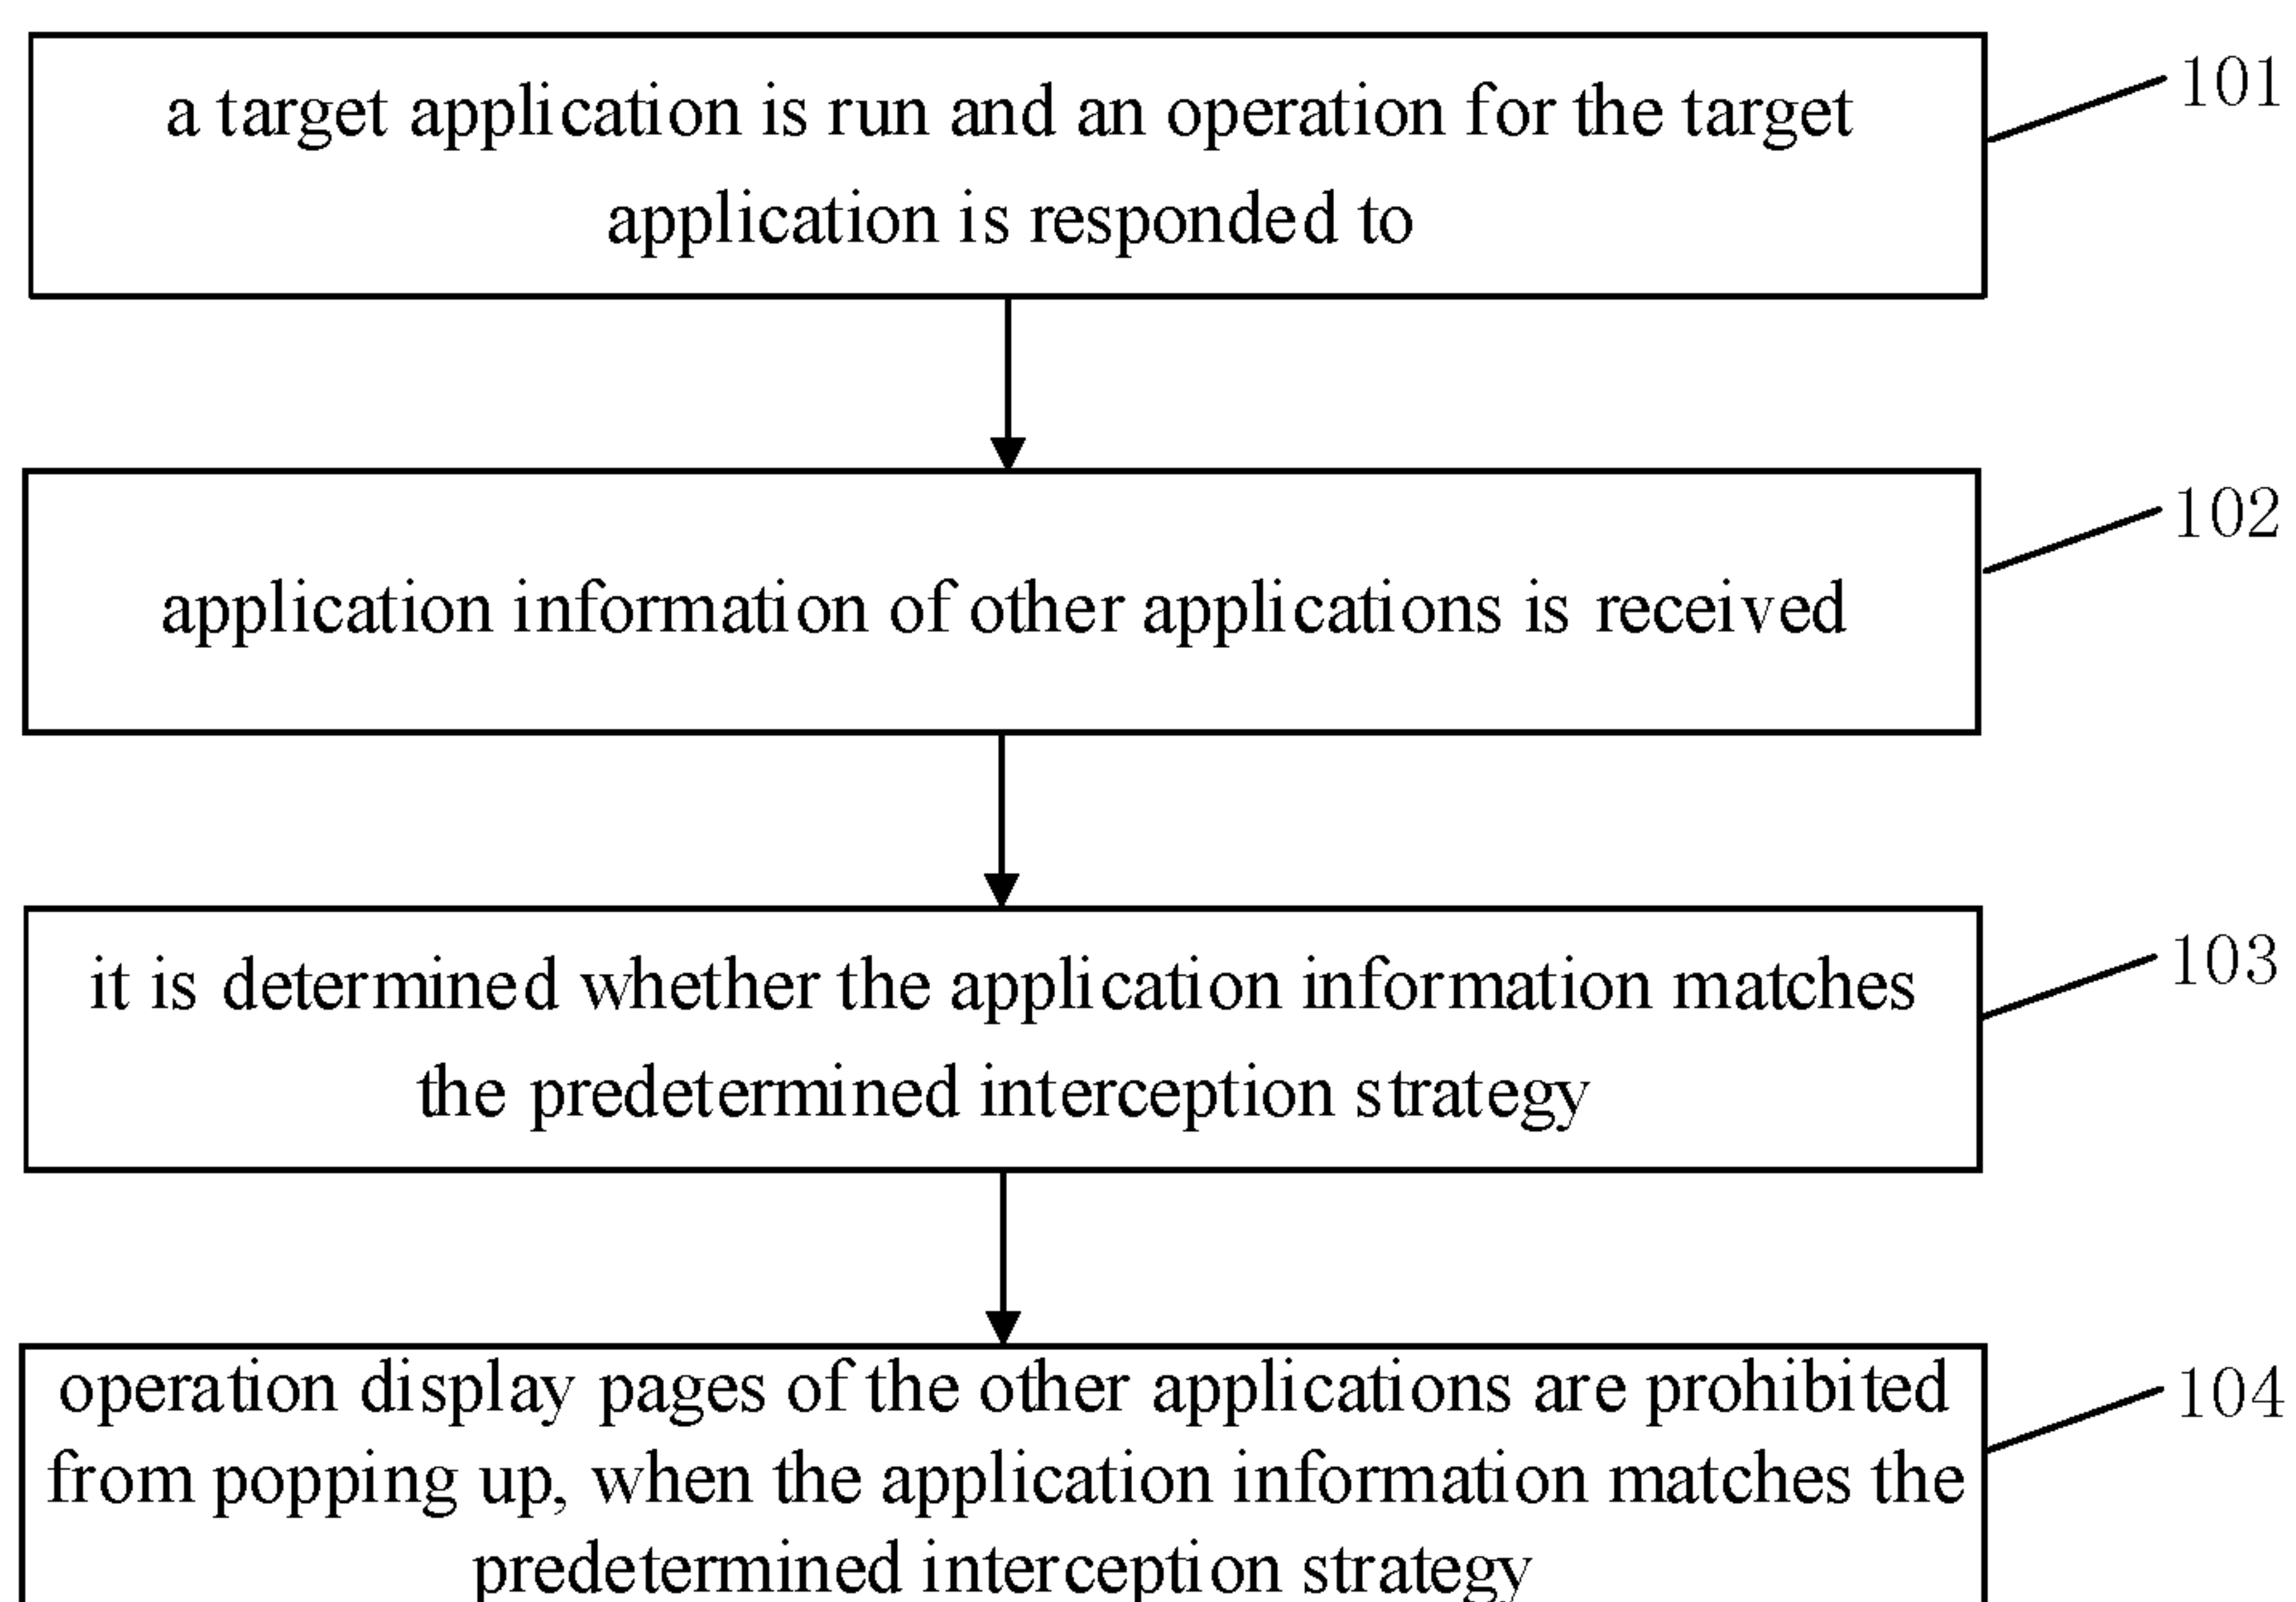 a target application is run and an operation for the target
application is responded to
101
application information of other applications is received
102
it is determined whether the application information matches
the predetermined interception strategy
103
operation display pages of the other applications are prohibited
from popping up, when the application information matches the
predetermined interception strategy
104